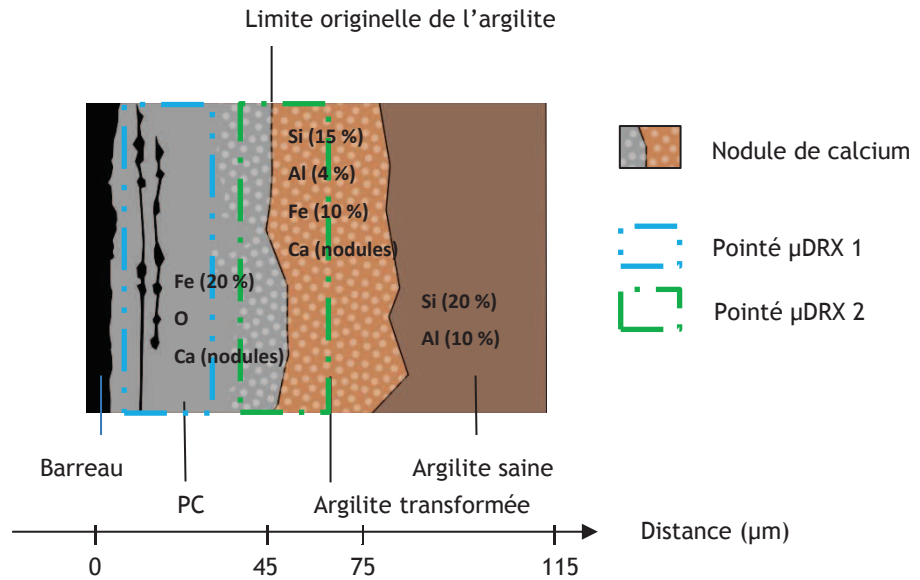 Limite originelle de l’argilite
Si (15 %)
Al (4 %)
Fe (10 %)
Ca (nodules)
Fe (20 %)
O
Ca (nodules)
Si (20 %)
Al (10 %)
Nodule de calcium
Pointé µDRX 1
Pointé µDRX 2
Barreau
Argilite saine
PC
Argilite transformée
Distance (µm)
0 45 75 115